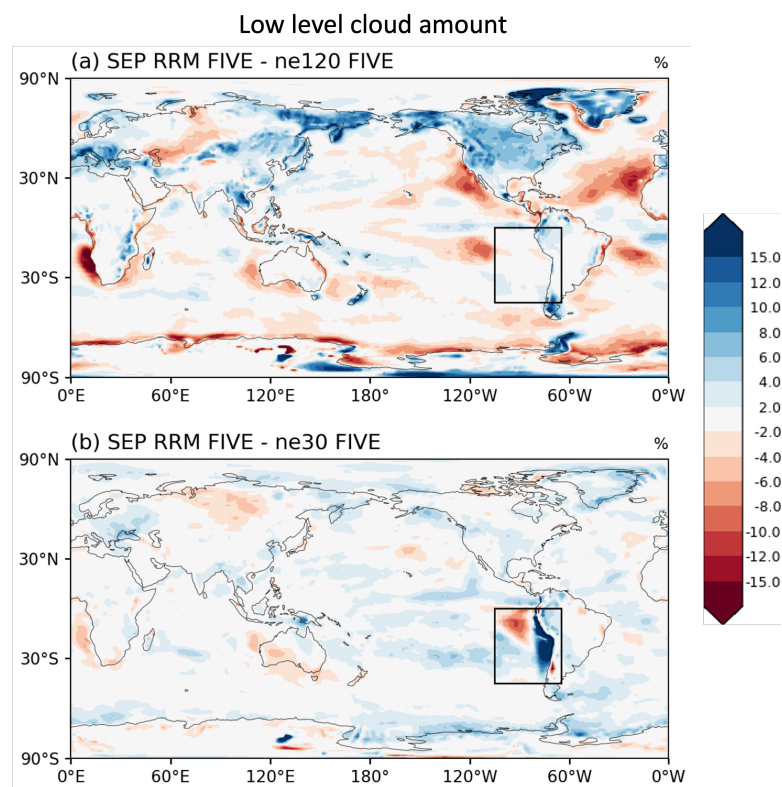 Low level cloud amount
(a) SEP RRM FIVE - ne120 FIVE %
90°N
30°N
30°S
90°S
0°E 60°E 120°E 180° 120°W 60°W 0°W
(b) SEP RRM FIVE - ne30 FIVE %
90°N
30°N
30°S
90°S
0°E 60°E 120°E 180° 120°W 60°W 0°W
15.0
12.0
10.0
8.0
6.0
4.0
2.0
-2.0
-4.0
-6.0
-8.0
-10.0
-12.0
-15.0